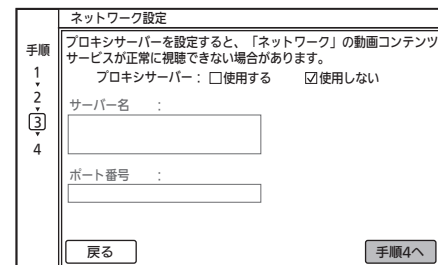 ネットワーク設定
手順
1
2
3
4
プロキシサーバーを設定すると、「ネットワーク」の動画コンテンツ
サービスが正常に視聴できない場合があります。
プロキシサーバー：□使用する ☑使用しない
サーバー名 ：
ポート番号 ：
戻る 手順4へ